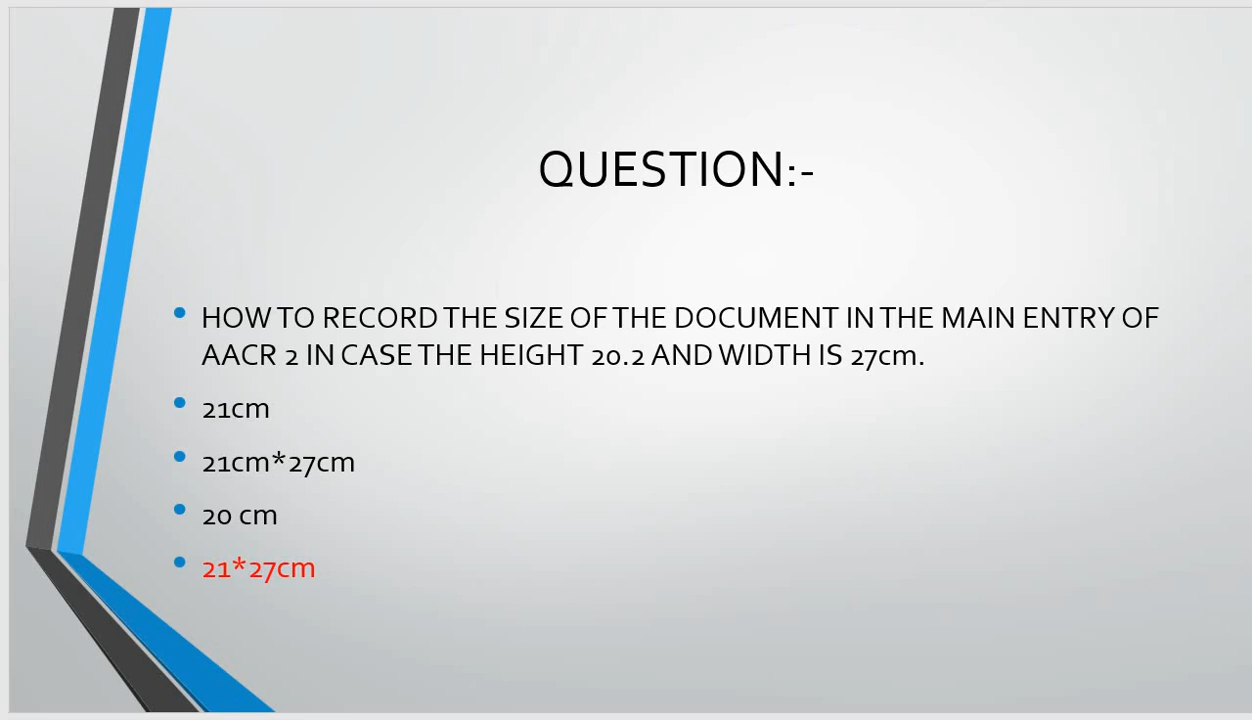 QUESTION:-
• HOW TO RECORD THE SIZE OF THE DOCUMENT IN THE MAIN ENTRY OF
AACR 2 IN CASE THE HEIGHT 20.2 AND WIDTH IS 27cm.
• 21cm
• 21cm*27cm
• 20 cm
• 21*27cm